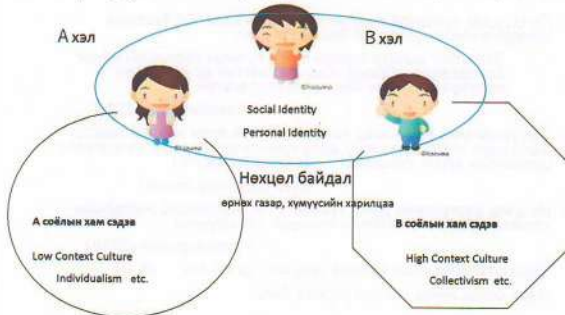 А хэл
В хэл
Social Identity
Personal Identity
Нөхцөл байдал
өрнөх газар, хүмүүсийн харилцаа
А соёлын хам сэдэв
Low Context Culture
Individualism etc.
В соёлын хам сэдэв
High Context Culture
Collectivism etc.